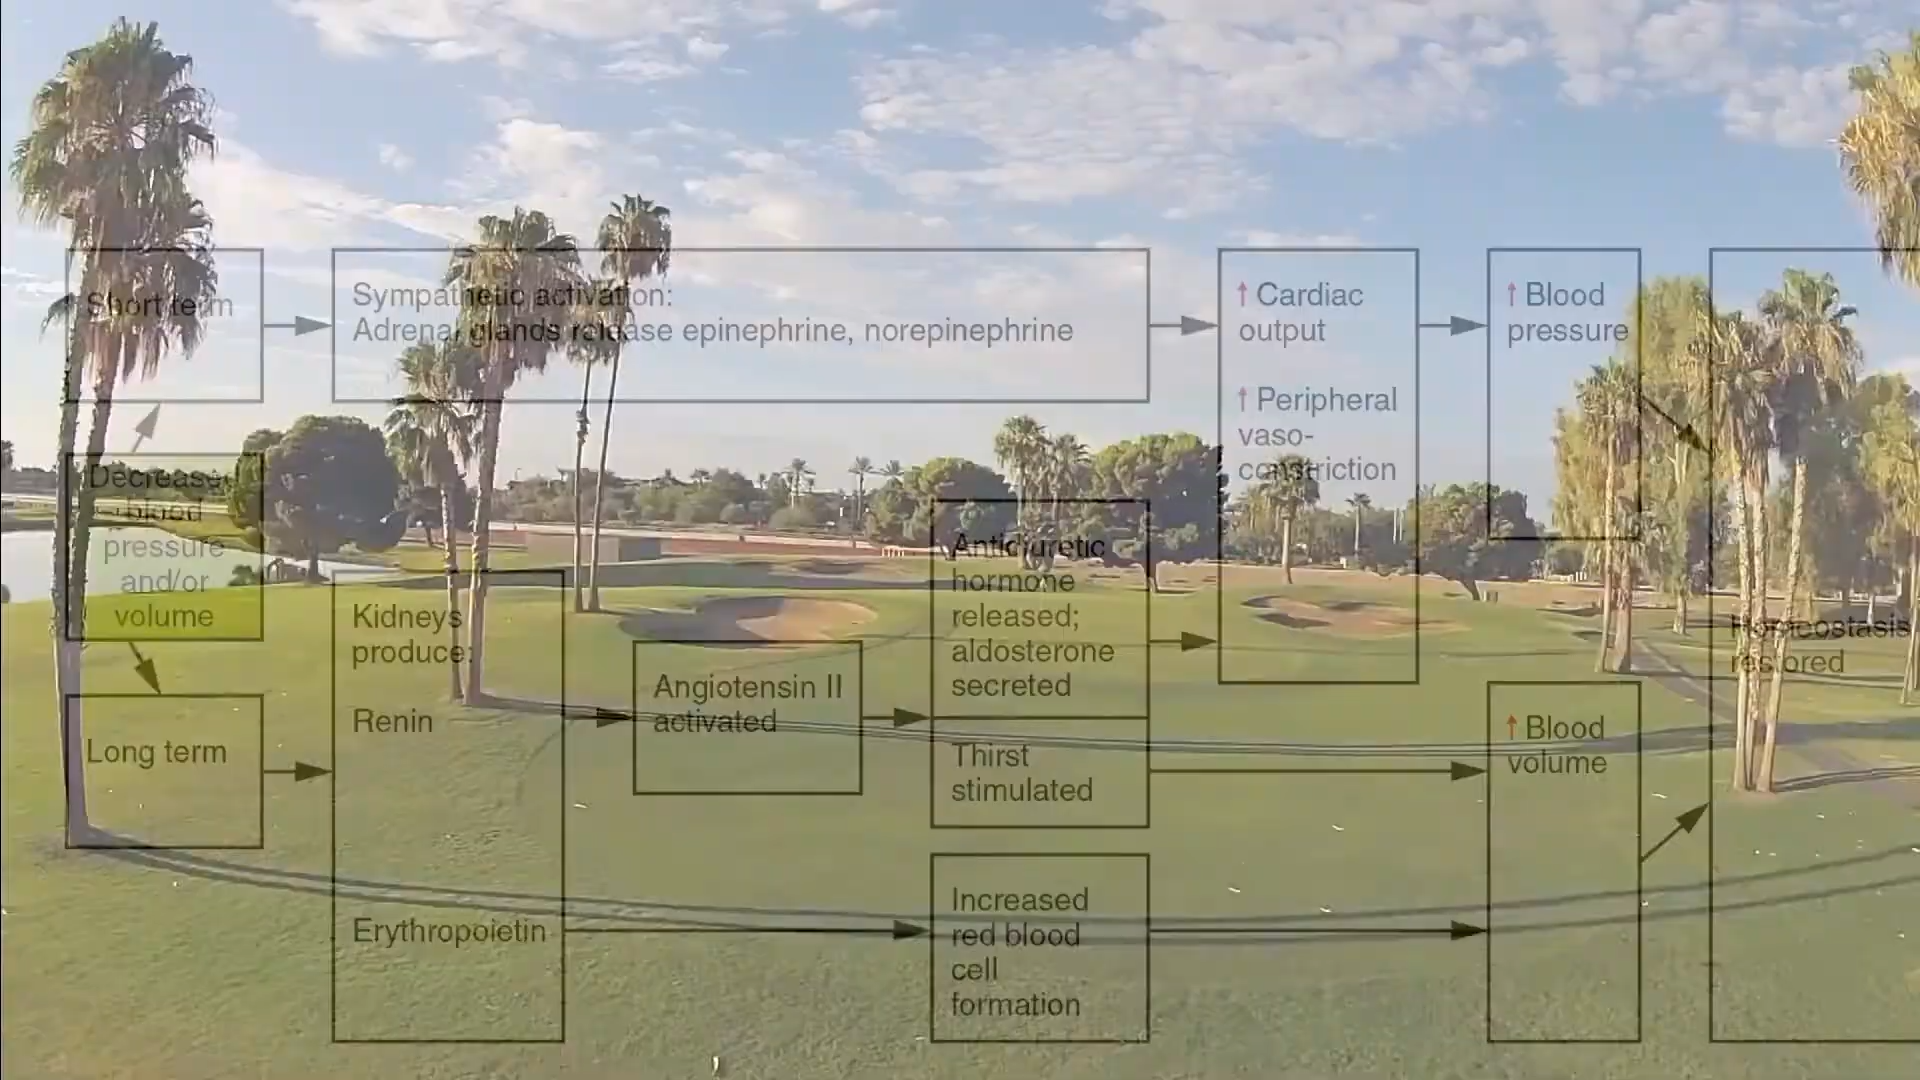 Short term
Sympathetic activation:
Adrenal glands release epinephrine, norepinephrine
↑ Cardiac
output
↑ Peripheral
vaso-
constriction
↑ Blood
pressure
Decreased
blood
pressure
and/or
volume
Long term
Kidneys
produce:
Renin
Erythropoietin
Angiotensin II
activated
Antidiuretic
hormone
released;
aldosterone
secreted
Thirst
stimulated
Increased
red blood
cell
formation
↑ Blood
volume
Homeostasis
restored